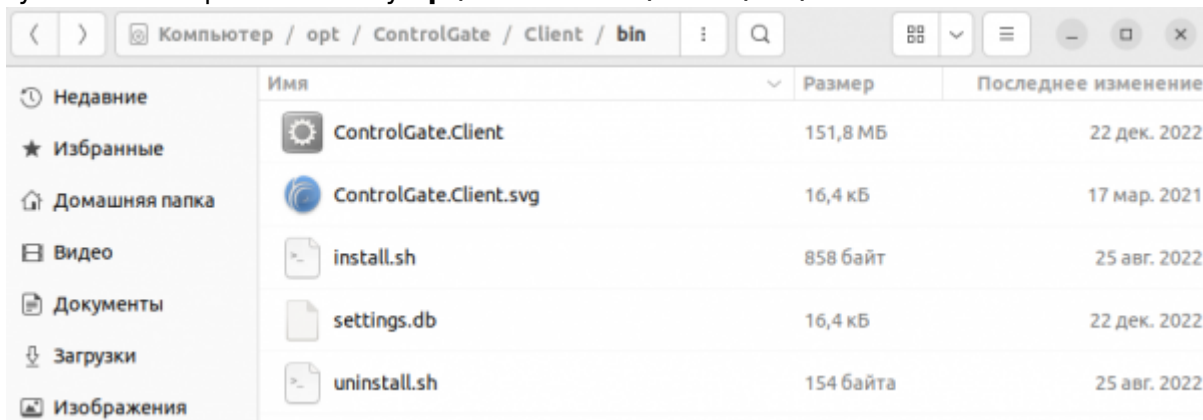 Компьютер / opt / ControlGate / Client / bin
Имя Размер Последнее изменение
Недавние
ControlGate.Client 151,8 МБ 22 дек. 2022
Избранные
ControlGate.Client.svg 16,4 кБ 17 мар. 2021
Домашняя папка
Видео
install.sh 858 байт 25 авг. 2022
Документы
settings.db 16,4 кБ 22 дек. 2022
Загрузки
uninstall.sh 154 байта 25 авг. 2022
Изображения